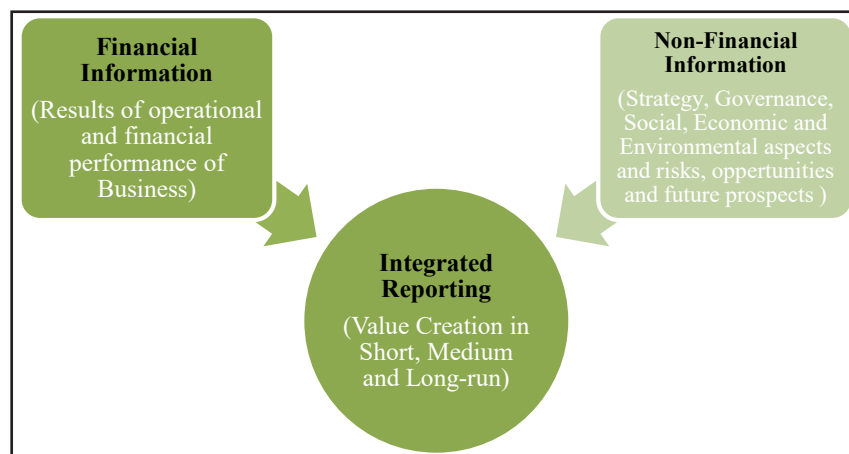 Financial
Information
(Results of operational
and financial
performance of
Business)
Non-Financial
Information
(Strategy, Governance,
Social, Economic and
Environmental aspects
and risks, oppertunities
and future prospects )
Integrated
Reporting
(Value Creation in
Short, Medium
and Long-run)